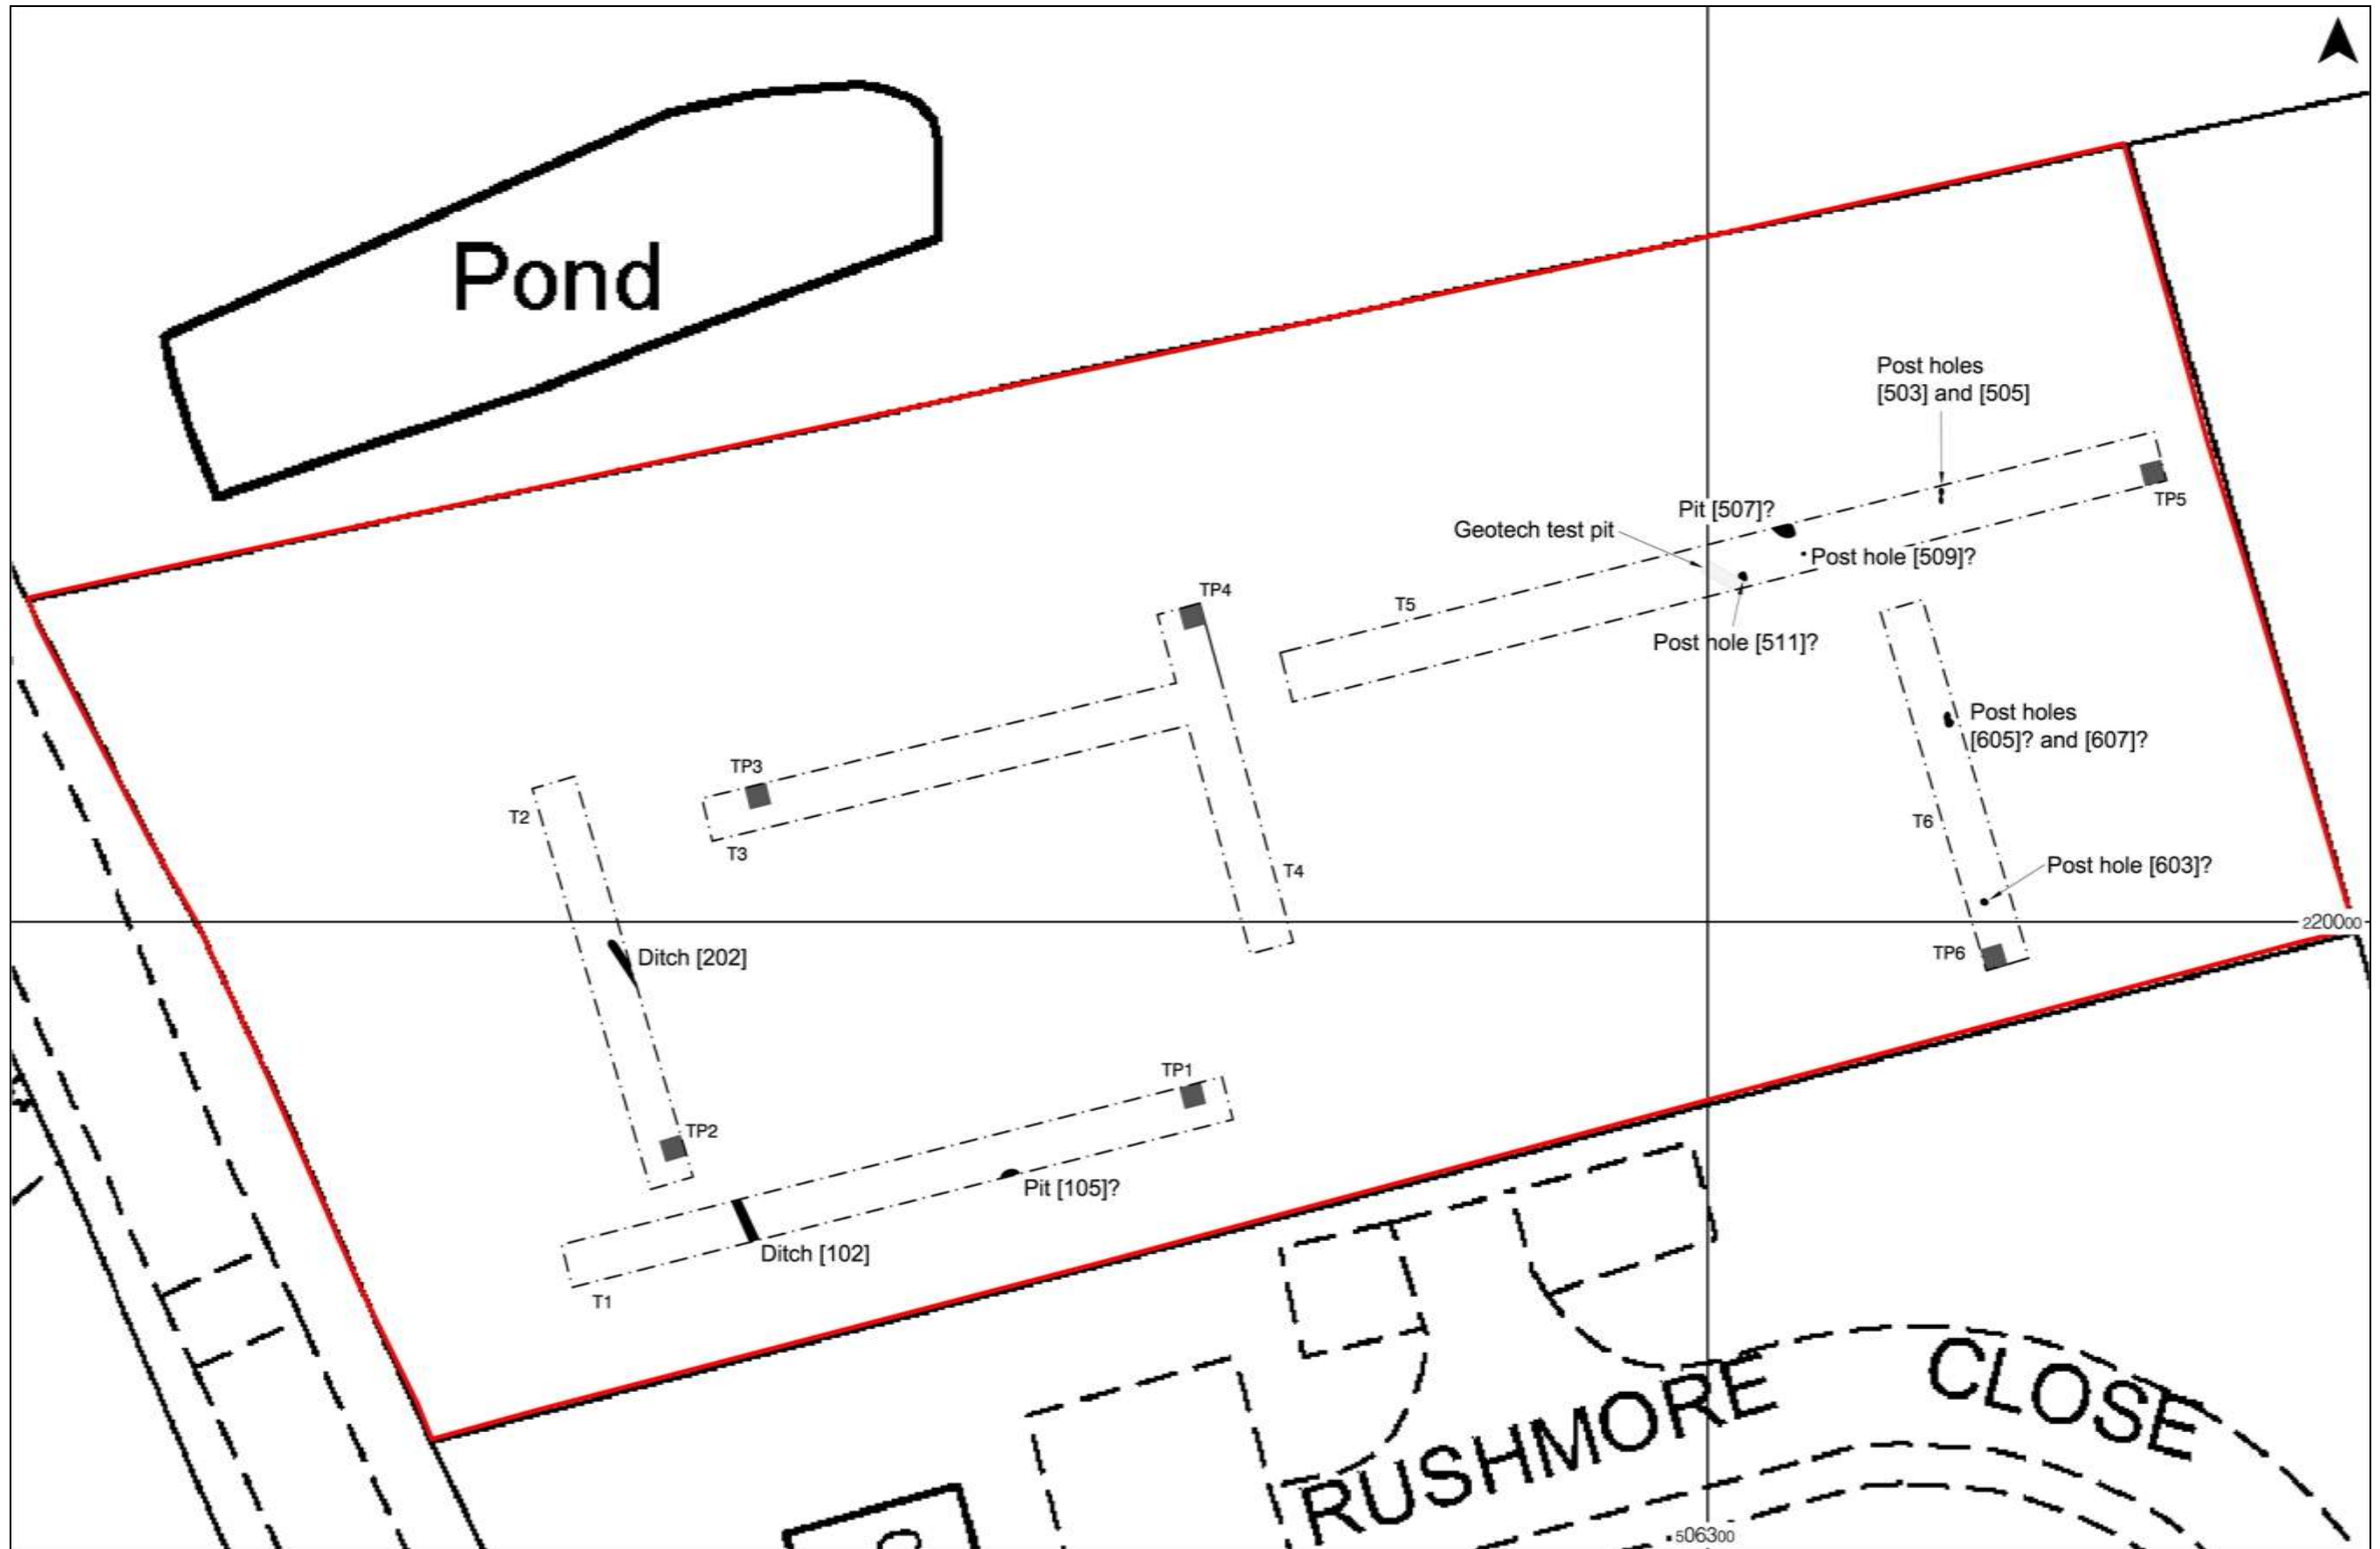 Pond
Post holes
[503] and [505]
TP5
Pit [507]?
Geotech test pit
Post hole [509]?
TP4
T5
Post hole [511]?
Post holes
[605]? and [607]?
TP3
T2
T6
T3
T4
Post hole [603]?
220000
Ditch [202]
TP6
TP1
TP2
Pit [105]?
Ditch [102]
T1
RUSHMORE CLOSE
506300